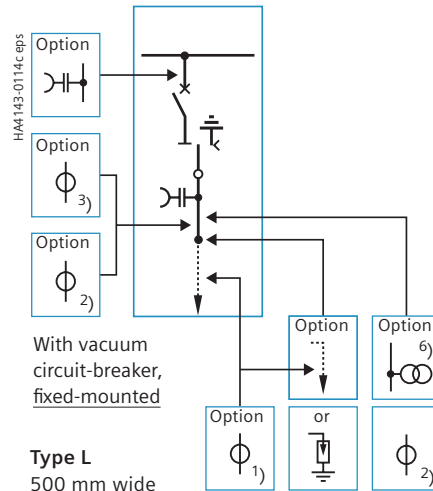 HA4143-0114c eps
Option
Option
3)
Option
2)
With vacuum
circuit-breaker,
fixed-mounted
Type L
500 mm wide
Option
1)
Option
or
Option
6)
2)